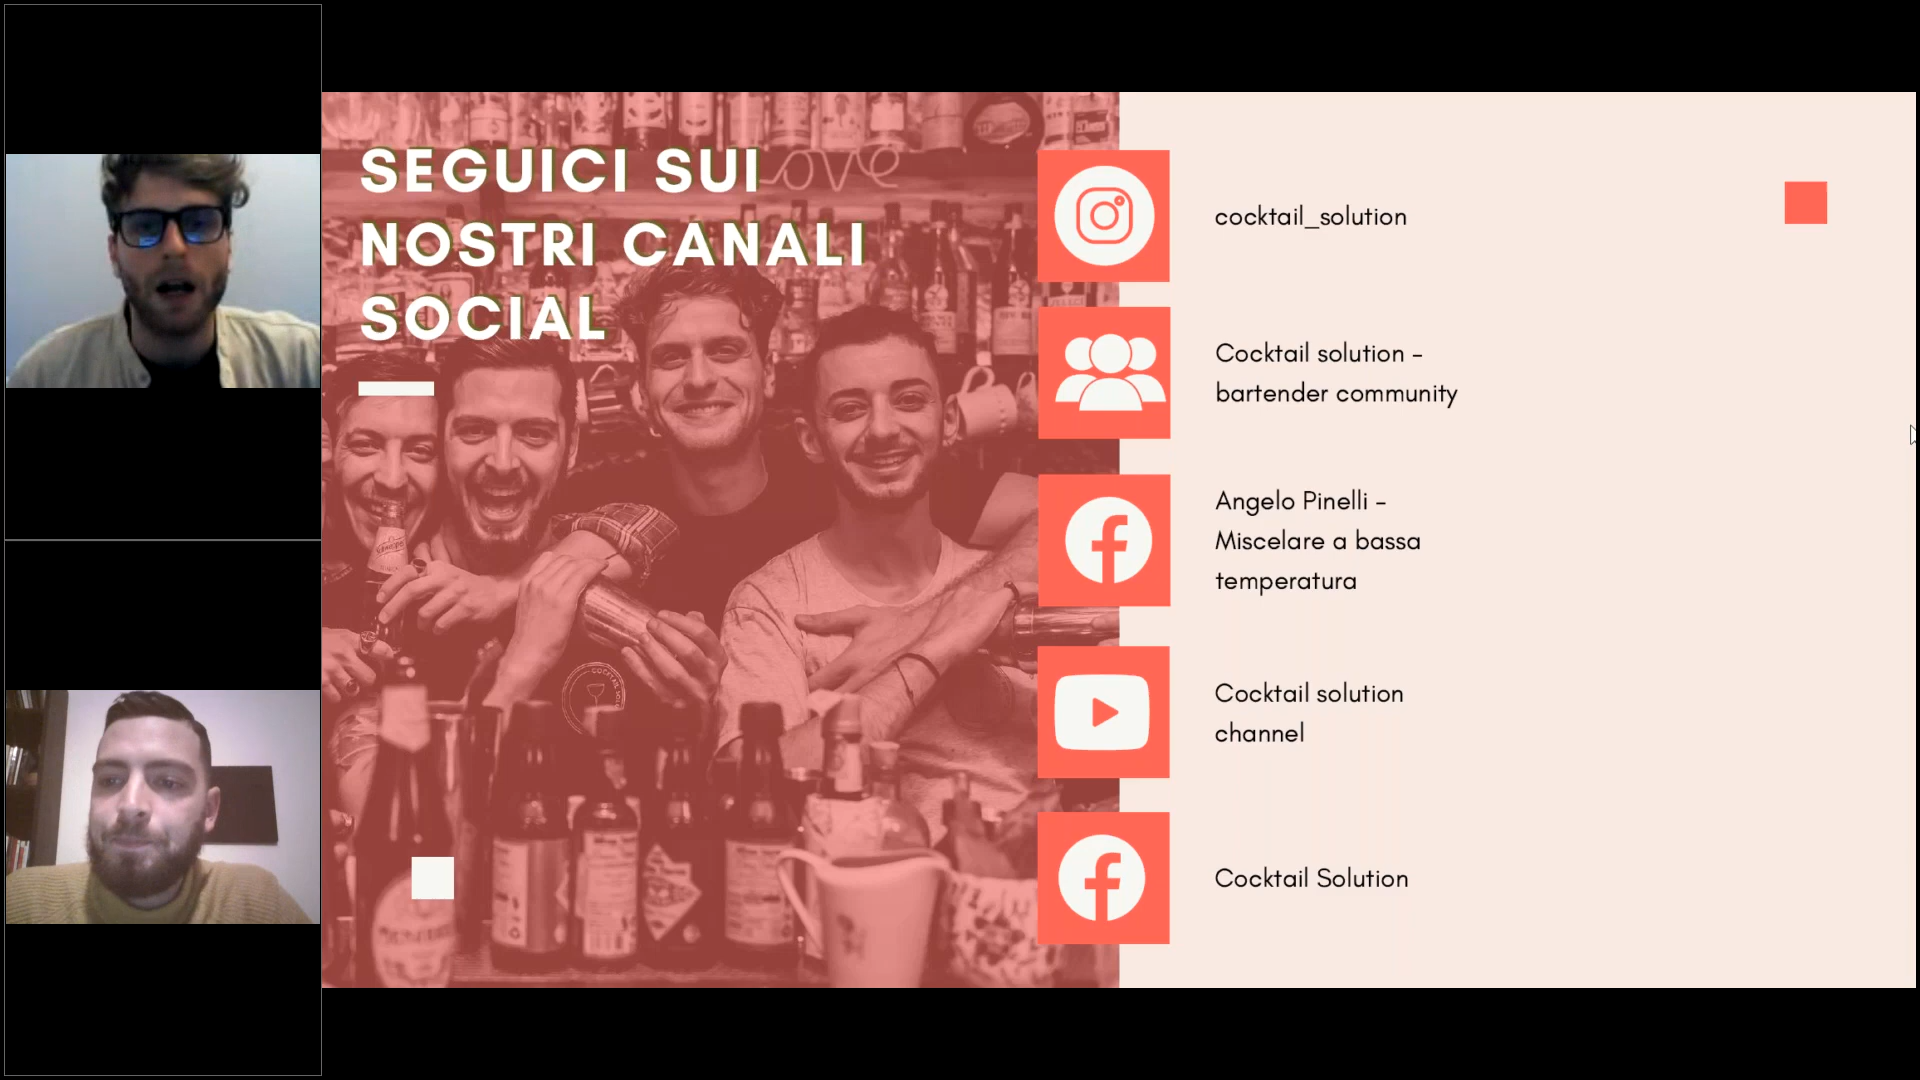 SEGUICI SUI
NOSTRI CANALI
SOCIAL
Love
cocktail_solution
Cocktail solution -
bartender community
Angelo Pinelli -
Miscelare a bassa
temperatura
Cocktail solution
channel
Cocktail Solution